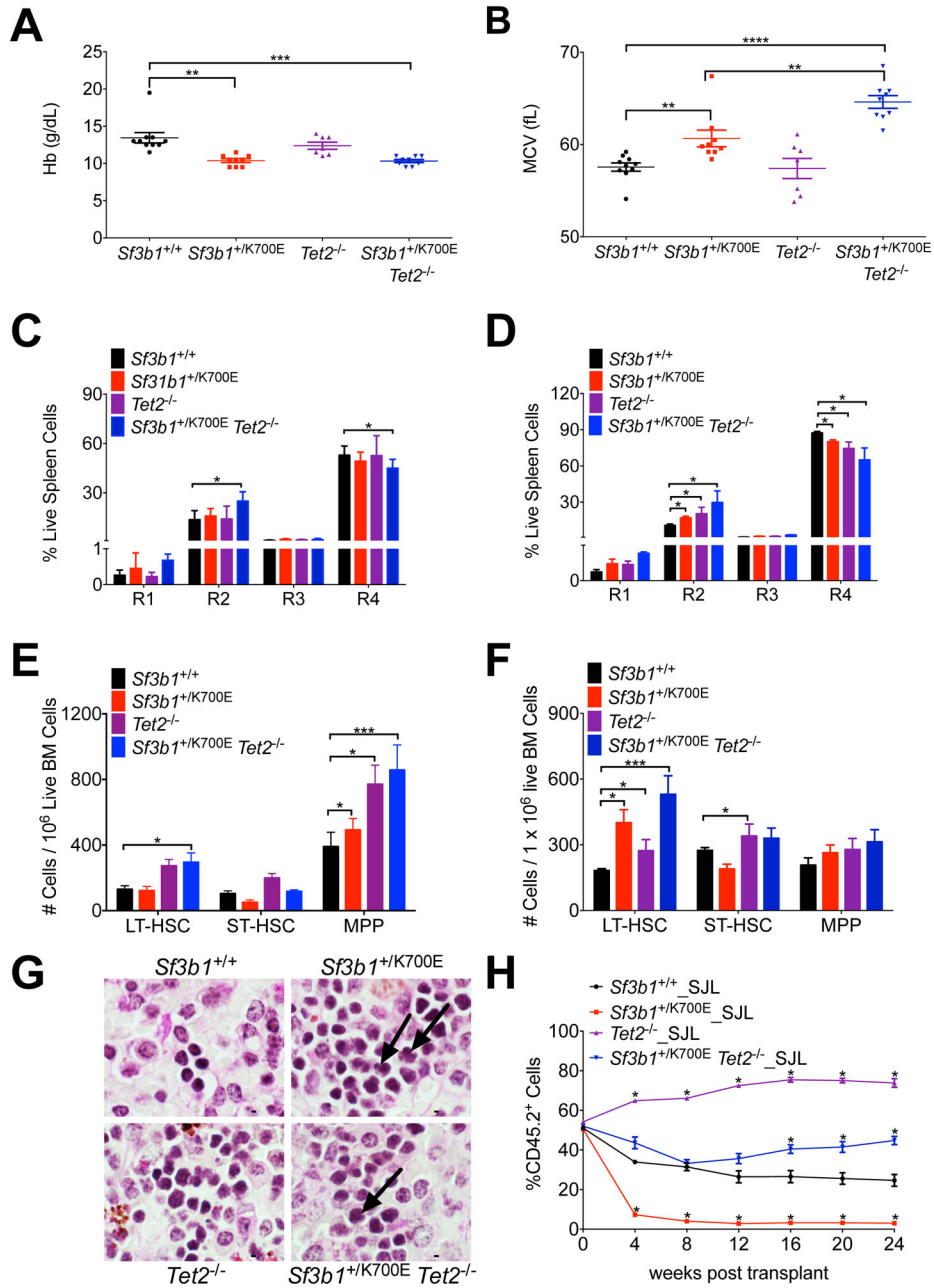 A
25
20
15
10
5
0
Hb (g/dL)
**
***
Sf3b1+/+
Sf3b1+/K700E
Tet2-/-
Sf3b1+/K700E
Tet2-/-
B
70
60
50
MCV (fL)
****
**
**
Sf3b1+/+
Sf3b1+/K700E
Tet2-/-
Sf3b1+/K700E
Tet2-/-
C
Sf3b1+/+
Sf31b1+/K700E
Tet2-/-
Sf3b1+/K700E Tet2-/-
% Live Spleen Cells
90
60
30
1
0
*
*
R1 R2 R3 R4
D
Sf3b1+/+
Sf3b1+/K700E
Tet2-/-
Sf3b1+/K700E Tet2-/-
% Live Spleen Cells
120
90
60
30
5
0
*
*
*
*
*
*
R1 R2 R3 R4
E
Sf3b1+/+
Sf3b1+/K700E
Tet2-/-
Sf3b1+/K700E Tet2-/-
# Cells / 10^6 Live BM Cells
1200
800
400
0
*
***
*
*
LT-HSC ST-HSC MPP
F
Sf3b1+/+
Sf3b1+/K700E
Tet2-/-
Sf3b1+/K700E Tet2-/-
# Cells / 1 x 10^6 live BM Cells
900
600
300
0
***
*
*
*
LT-HSC ST-HSC MPP
G
Sf3b1+/+ Sf3b1+/K700E
Tet2-/- Sf3b1+/K700E Tet2-/-
H
Sf3b1+/+_SJL
Sf3b1+/K700E_SJL
Tet2-/-_SJL
Sf3b1+/K700E Tet2-/-_SJL
%CD45.2+ Cells
100
80
60
40
20
0
* * * * * *
* * *
* * * * * *
0 4 8 12 16 20 24
weeks post transplant